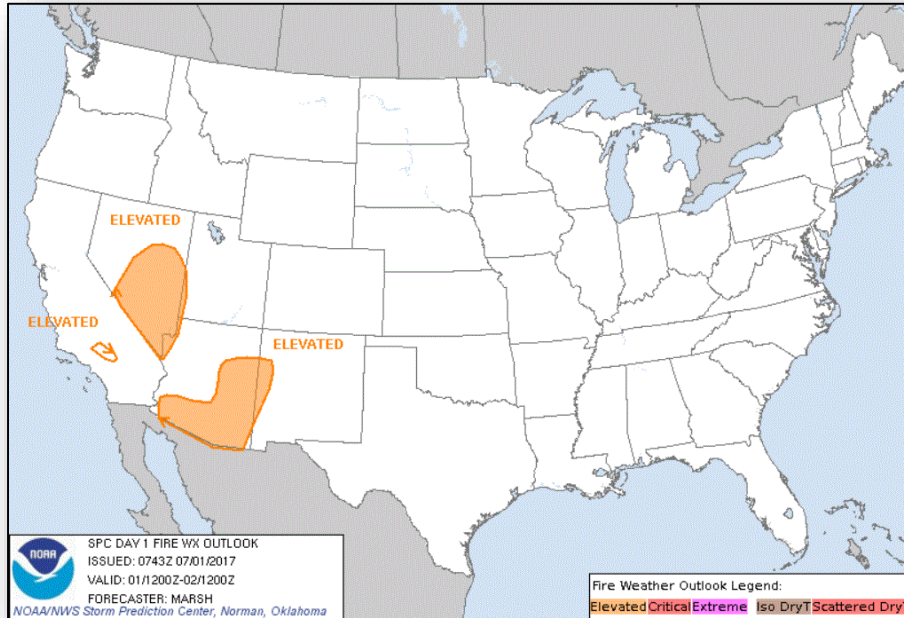 ELEVATED
ELEVATED
ELEVATED
NOAA
SPC DAY 1 FIRE WX OUTLOOK
ISSUED: 0743Z 07/01/2017
VALID: 01/1200Z-02/1200Z
FORECASTER: MARSH
NOAA/NWS Storm Prediction Center, Norman, Oklahoma
Fire Weather Outlook Legend:
Elevated Critical Extreme Iso DryT Scattered DryT